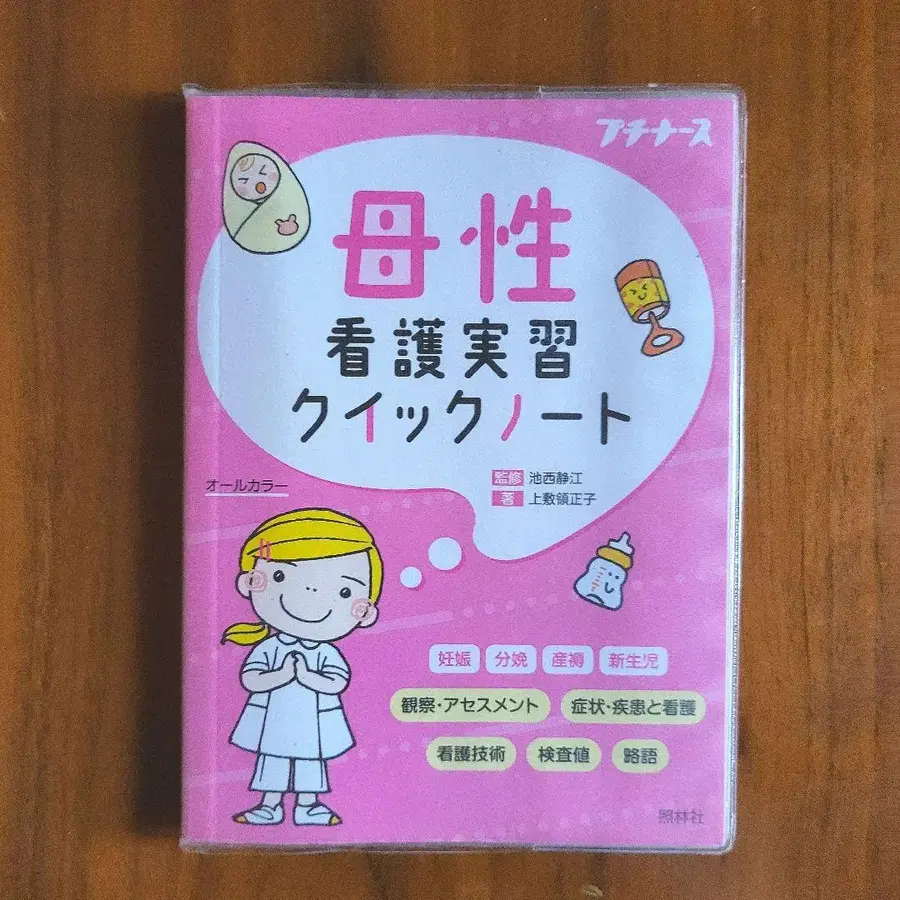 プチナース
母性
看護実習
クイックノート
監修 池西静江
著 上敷領正子
オールカラー
妊娠 分娩 産褥 新生児
観察・アセスメント 症状・疾患と看護
看護技術 検査値 略語
照林社